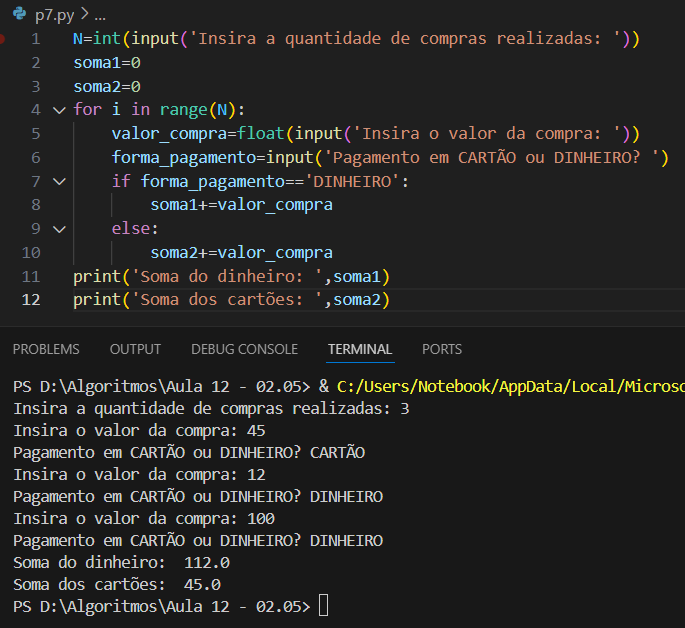 p7.py > ...
1 N=int(input('Insira a quantidade de compras realizadas: '))
2 soma1=0
3 soma2=0
4 for i in range(N):
5     valor_compra=float(input('Insira o valor da compra: '))
6     forma_pagamento=input('Pagamento em CARTÃO ou DINHEIRO? ')
7     if forma_pagamento=='DINHEIRO':
8         soma1+=valor_compra
9     else:
10         soma2+=valor_compra
11 print('Soma do dinheiro: ',soma1)
12 print('Soma dos cartões: ',soma2)
PROBLEMS OUTPUT DEBUG CONSOLE TERMINAL PORTS
PS D:\Algoritmos\Aula 12 - 02.05> & C:/Users/Notebook/AppData/Local/Microso
Insira a quantidade de compras realizadas: 3
Insira o valor da compra: 45
Pagamento em CARTÃO ou DINHEIRO? CARTÃO
Insira o valor da compra: 12
Pagamento em CARTÃO ou DINHEIRO? DINHEIRO
Insira o valor da compra: 100
Pagamento em CARTÃO ou DINHEIRO? DINHEIRO
Soma do dinheiro:  112.0
Soma dos cartões:  45.0
PS D:\Algoritmos\Aula 12 - 02.05>